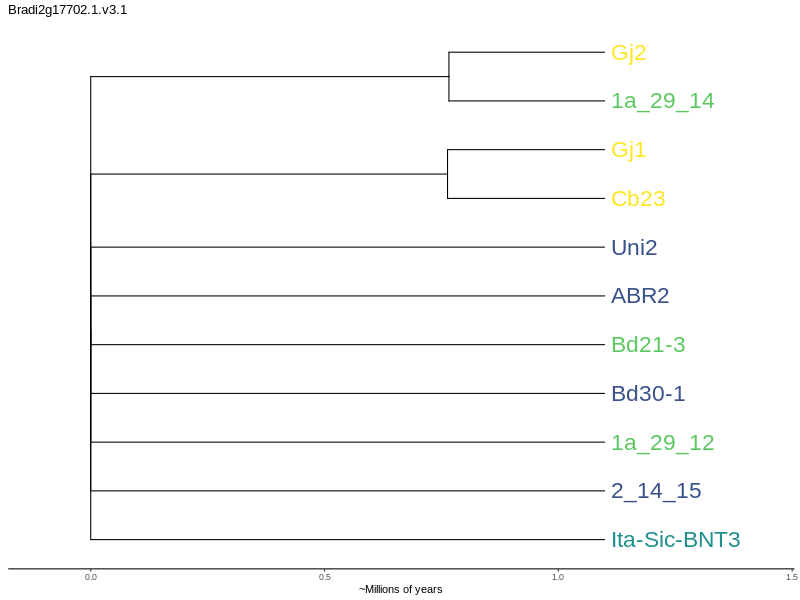 Bradi2g17702.1.v3.1
Gj2
1a_29_14
Gj1
Cb23
Uni2
ABR2
Bd21-3
Bd30-1
1a_29_12
2_14_15
Ita-Sic-BNT3
0.0 0.5 1.0 1.5
~Millions of years